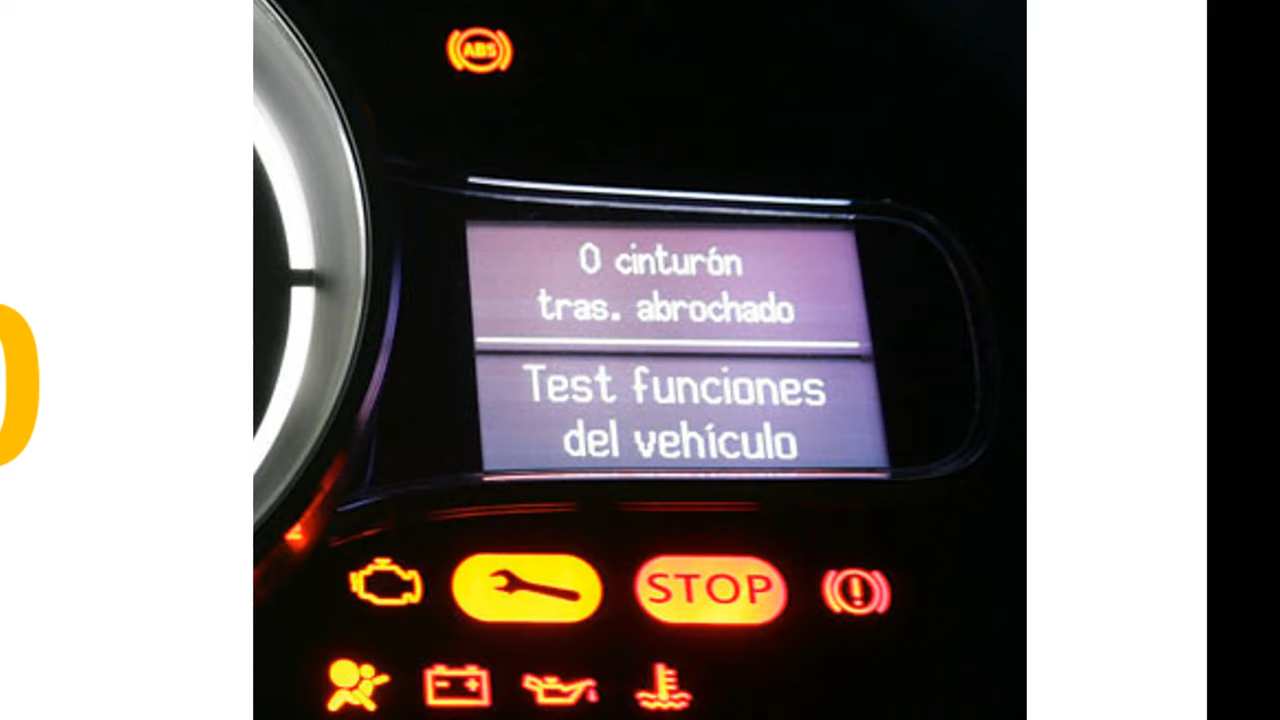 ABS
0 cinturón
tras. abrochado
Test funciones
del vehículo
STOP